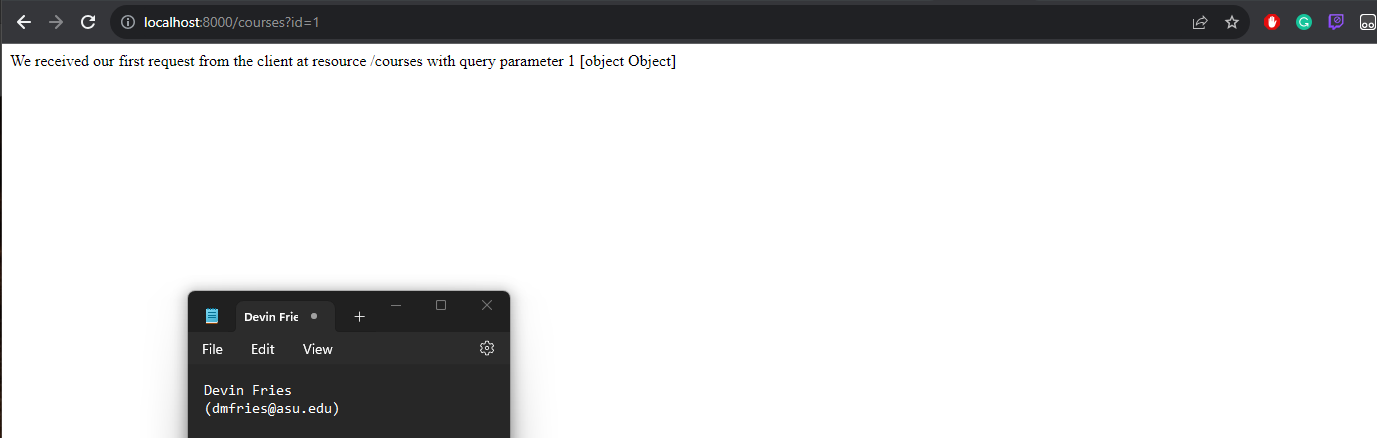 localhost:8000/courses?id=1
We received our first request from the client at resource /courses with query parameter 1 [object Object]
Devin Frie
File Edit View
Devin Fries
(dmfries@asu.edu)